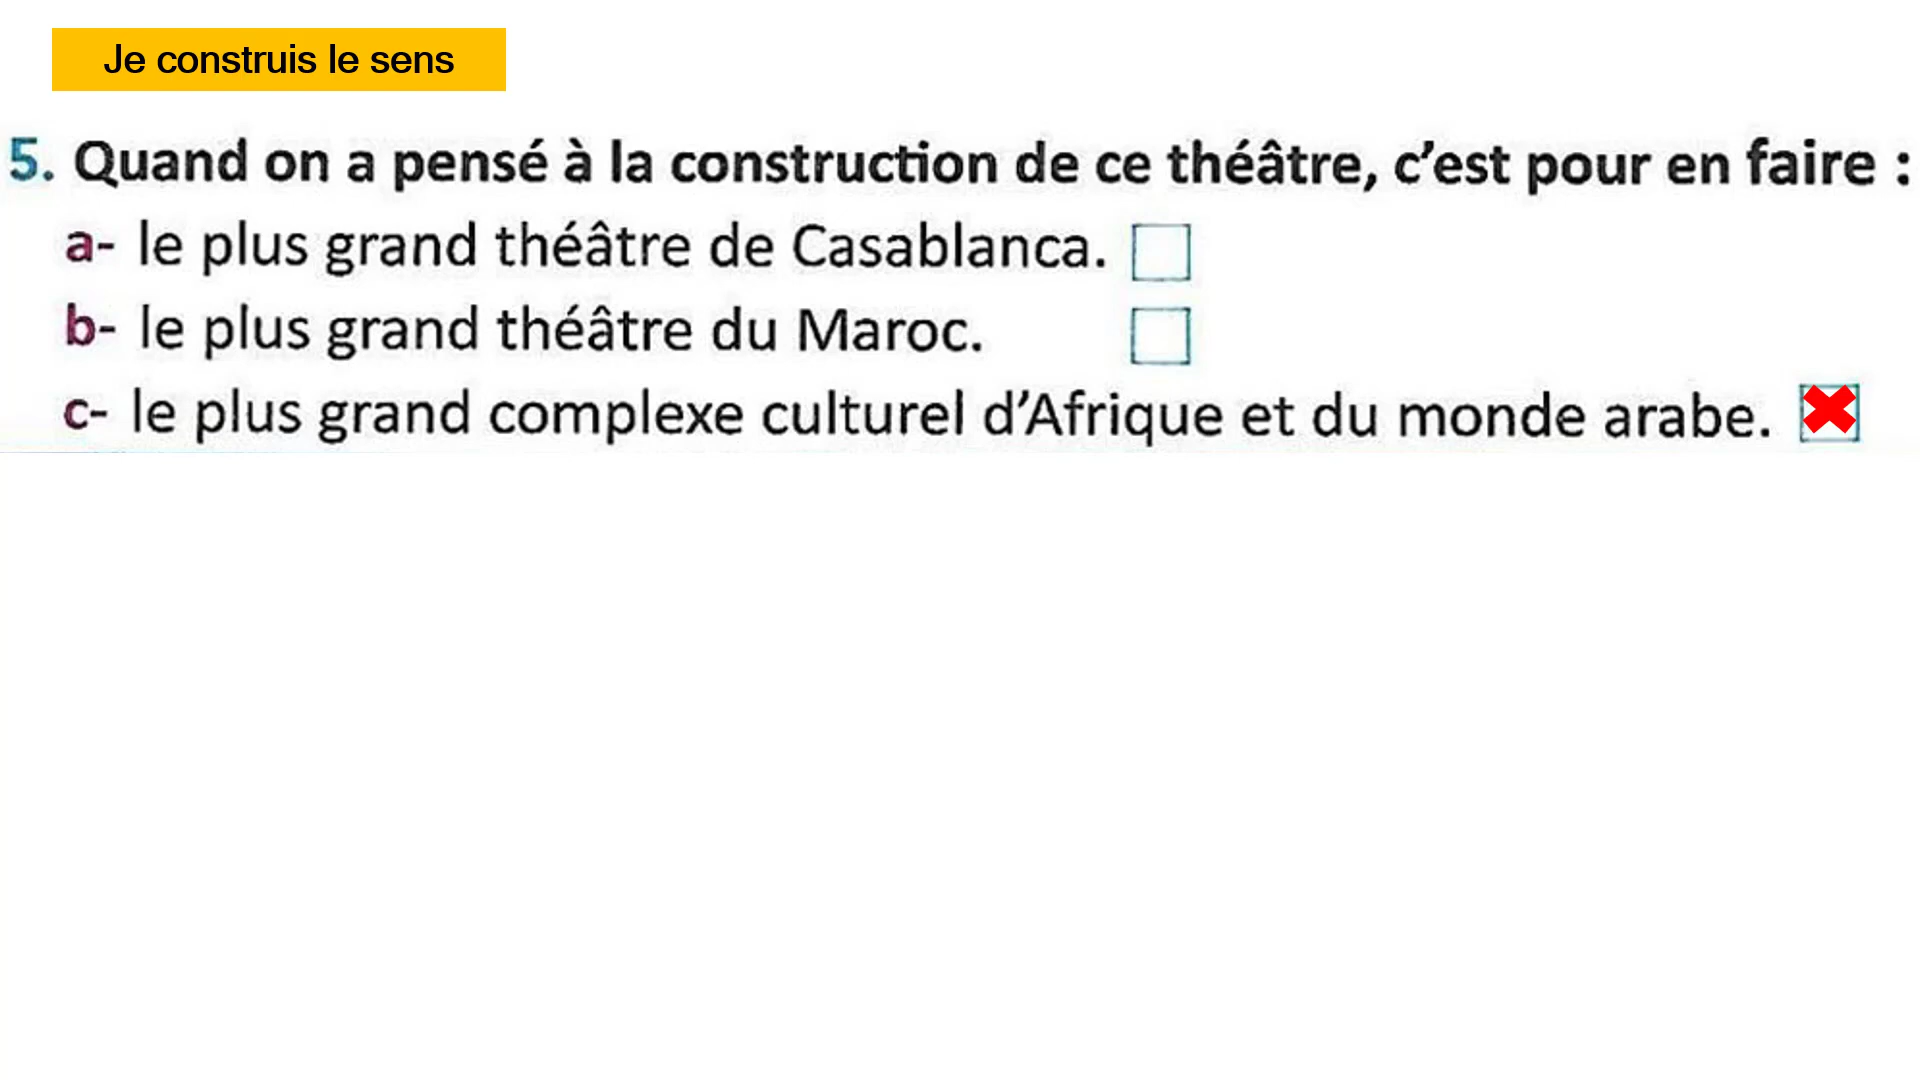 Je construis le sens
5. Quand on a pensé à la construction de ce théâtre, c’est pour en faire :
a- le plus grand théâtre de Casablanca.
b- le plus grand théâtre du Maroc.
c- le plus grand complexe culturel d’Afrique et du monde arabe.